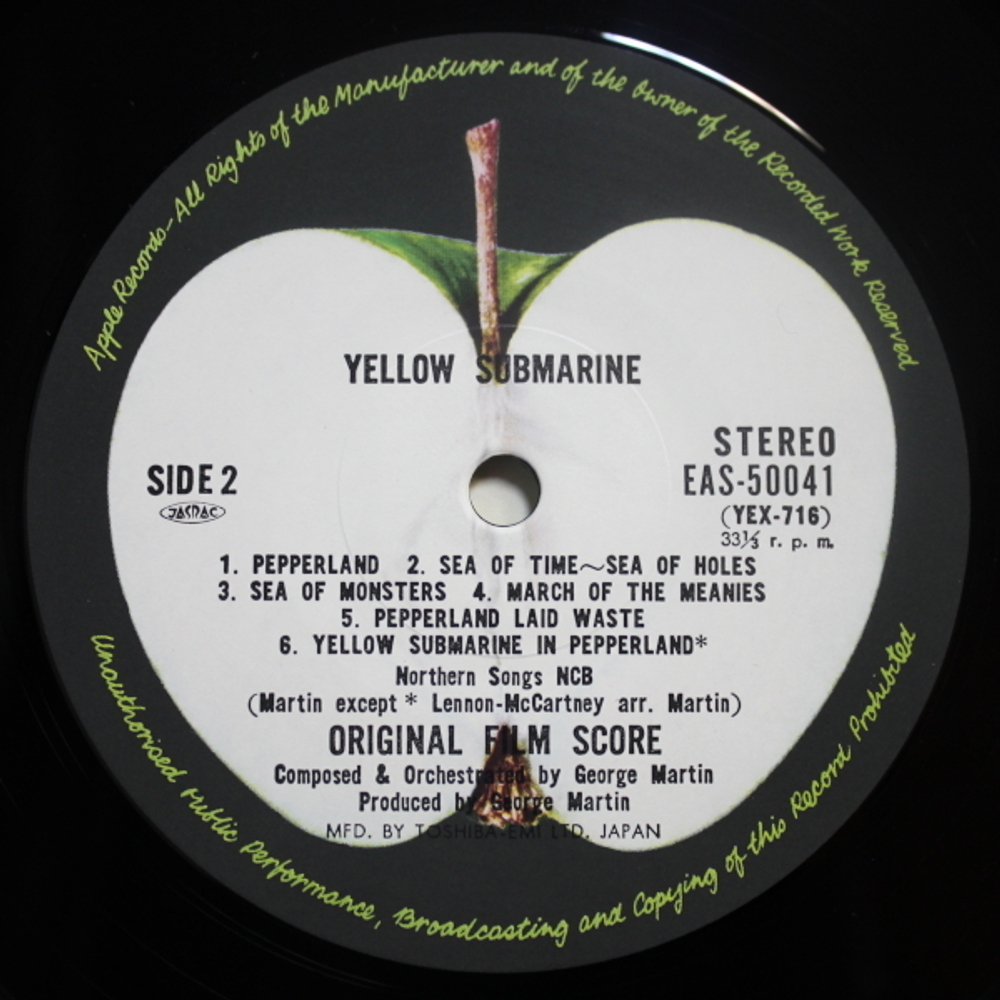 Apple Records—All Rights of the Manufacturer and of the Owner of the Recorded Work Reserved
YELLOW SUBMARINE
STEREO
SIDE 2
EAS-50041
JASRAC
(YEX-716)
33⅓ r. p. m.
1. PEPPERLAND 2. SEA OF TIME~SEA OF HOLES
3. SEA OF MONSTERS 4. MARCH OF THE MEANIES
5. PEPPERLAND LAID WASTE
6. YELLOW SUBMARINE IN PEPPERLAND*
Northern Songs NCB
(Martin except * Lennon-McCartney arr. Martin)
ORIGINAL FILM SCORE
Composed & Orchestrated by George Martin
Produced by George Martin
MFD. BY TOSHIBA-EMI LTD. JAPAN
Unauthorised Public Performance, Broadcasting and Copying of this Record Prohibited